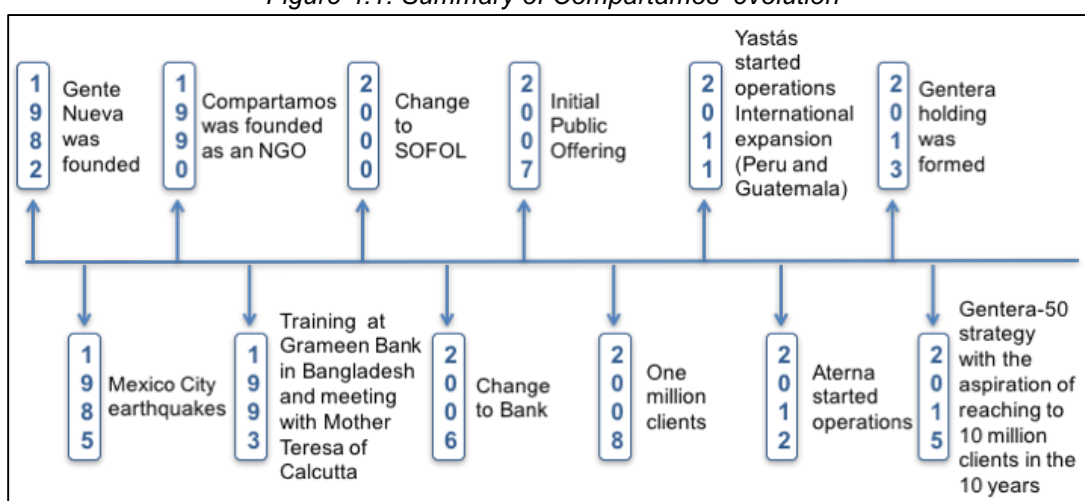 Figure 4.1: Summary of Compartamos' evolution
1982
Gente
Nueva
was
founded
1990
Compartamos
was founded
as an NGO
2000
Change
to
SOFOL
2007
Initial
Public
Offering
2011
Yastás
started
operations
International
expansion
(Peru and
Guatemala)
2013
Gentera
holding
was
formed
1985
Mexico City
earthquakes
1993
Training at
Grameen Bank
in Bangladesh
and meeting
with Mother
Teresa of
Calcutta
2006
Change
to Bank
2008
One
million
clients
2012
Aterna
started
operations
2015
Gentera-50
strategy
with the
aspiration of
reaching to
10 million
clients in the
10 years